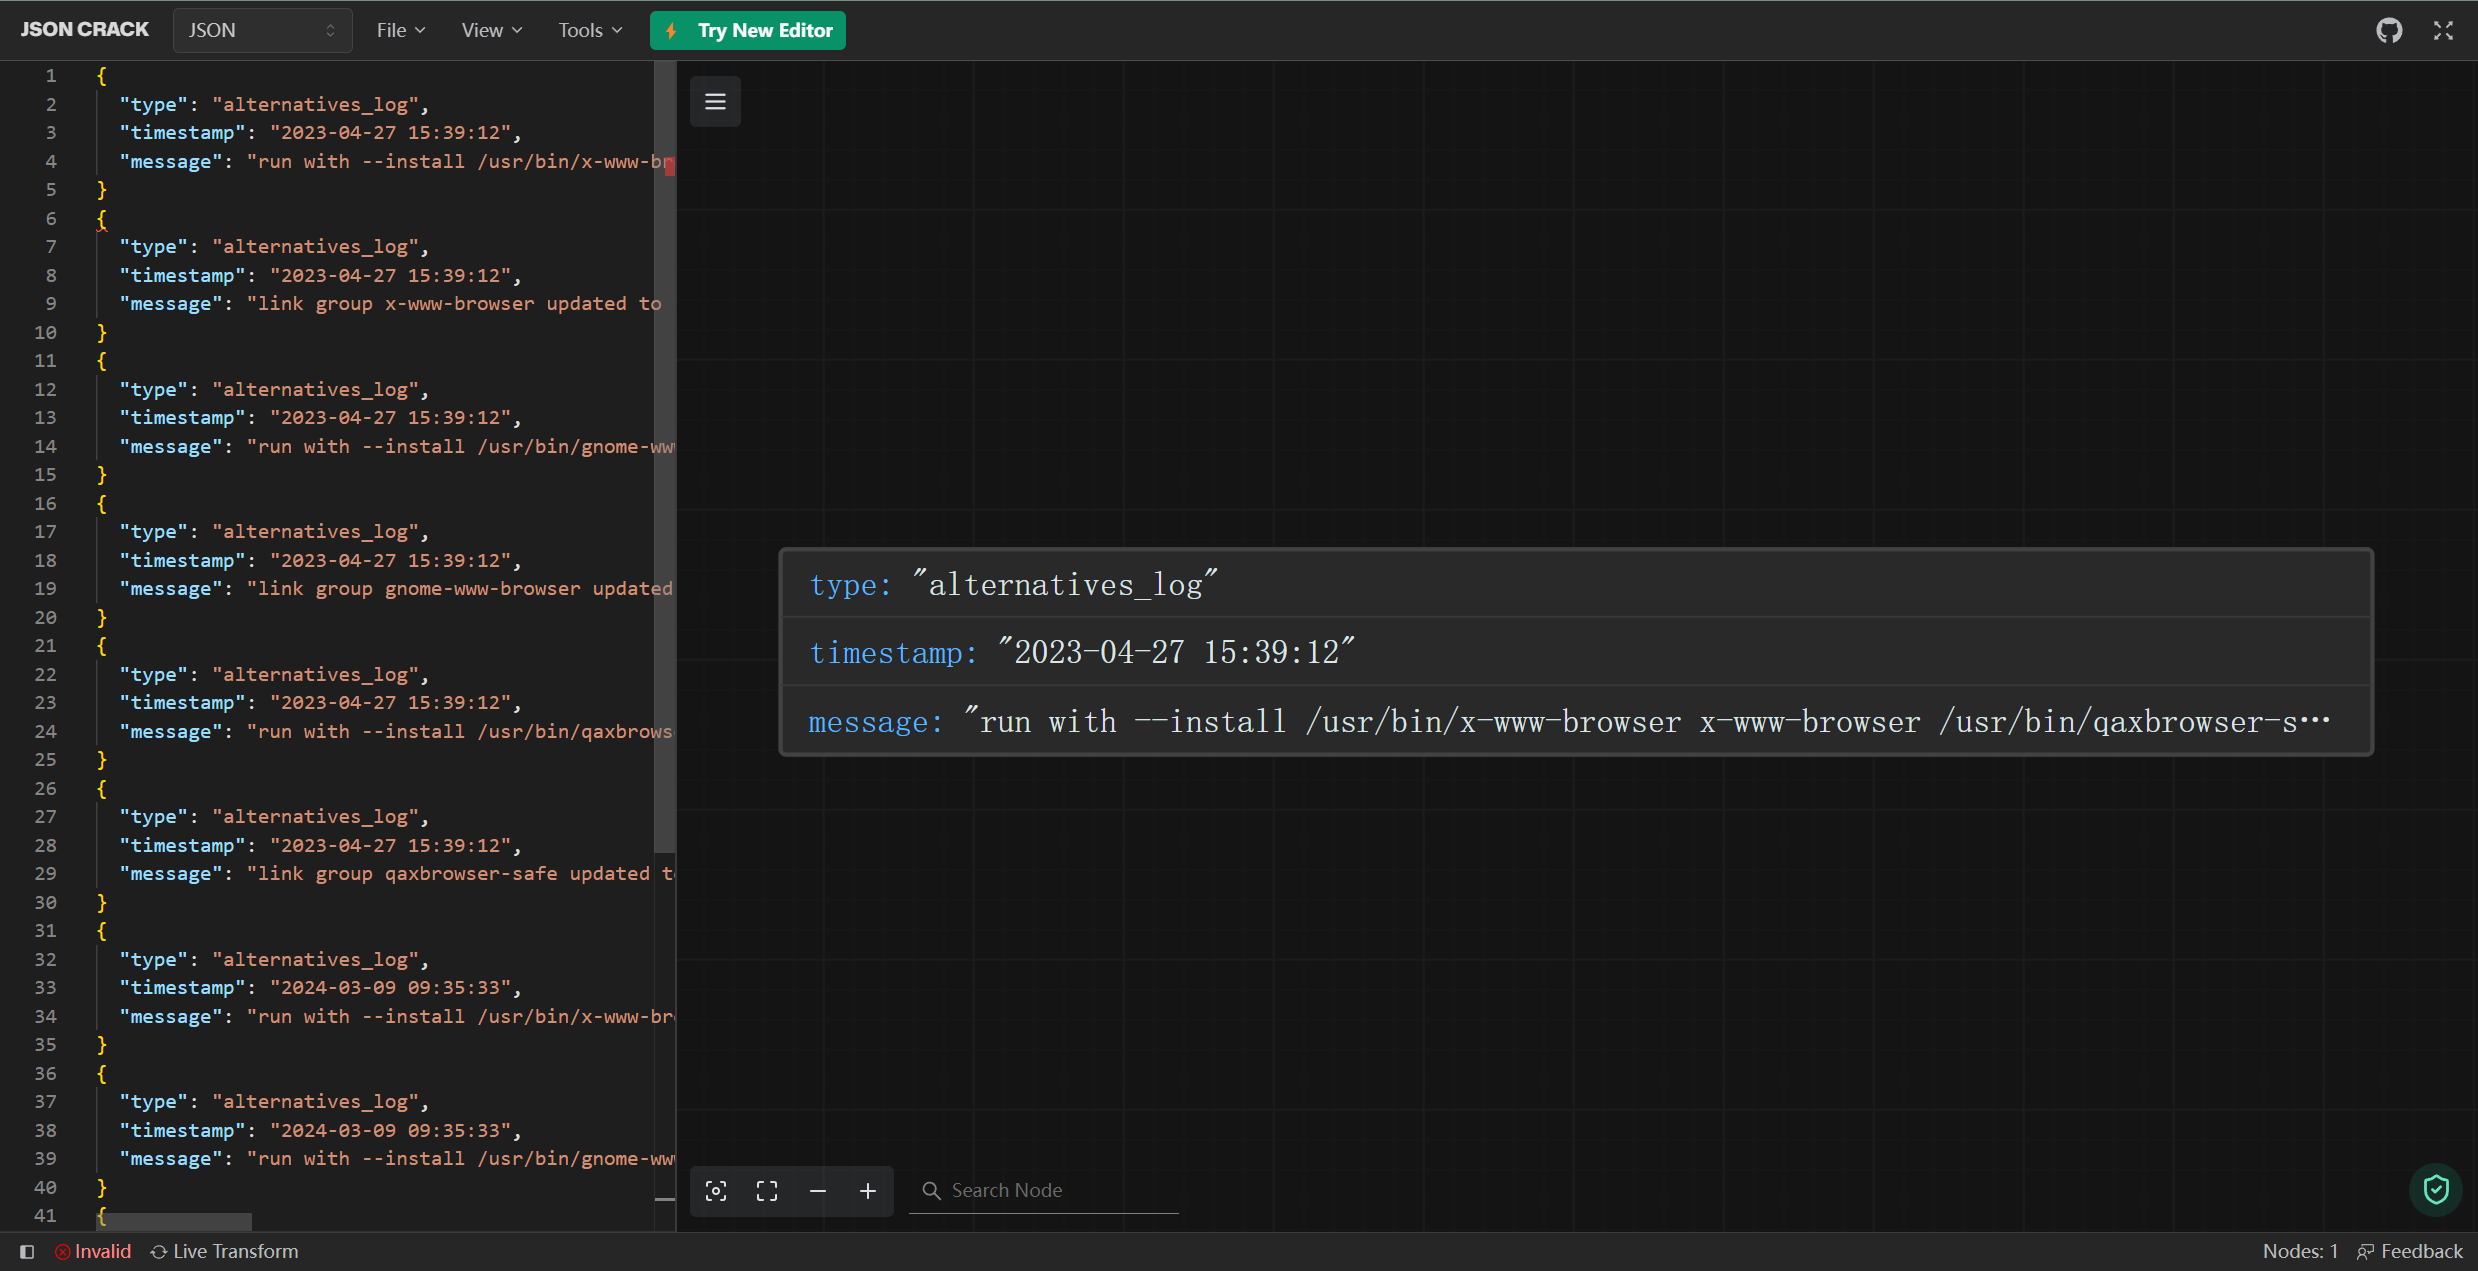 JSON CRACK JSON File View Tools Try New Editor
1 {
2 "type": "alternatives_log",
3 "timestamp": "2023-04-27 15:39:12",
4 "message": "run with --install /usr/bin/x-www-br
5 }
6 {
7 "type": "alternatives_log",
8 "timestamp": "2023-04-27 15:39:12",
9 "message": "link group x-www-browser updated to
10 }
11 {
12 "type": "alternatives_log",
13 "timestamp": "2023-04-27 15:39:12",
14 "message": "run with --install /usr/bin/gnome-ww
15 }
16 {
17 "type": "alternatives_log",
18 "timestamp": "2023-04-27 15:39:12",
19 "message": "link group gnome-www-browser updated
20 }
21 {
22 "type": "alternatives_log",
23 "timestamp": "2023-04-27 15:39:12",
24 "message": "run with --install /usr/bin/qaxbrows
25 }
26 {
27 "type": "alternatives_log",
28 "timestamp": "2023-04-27 15:39:12",
29 "message": "link group qaxbrowser-safe updated to
30 }
31 {
32 "type": "alternatives_log",
33 "timestamp": "2024-03-09 09:35:33",
34 "message": "run with --install /usr/bin/x-www-br
35 }
36 {
37 "type": "alternatives_log",
38 "timestamp": "2024-03-09 09:35:33",
39 "message": "run with --install /usr/bin/gnome-ww
40 }
41 {
type: "alternatives_log"
timestamp: "2023-04-27 15:39:12"
message: "run with --install /usr/bin/x-www-browser x-www-browser /usr/bin/qaxbrowser-s…
Search Node
Invalid Live Transform Nodes: 1 Feedback